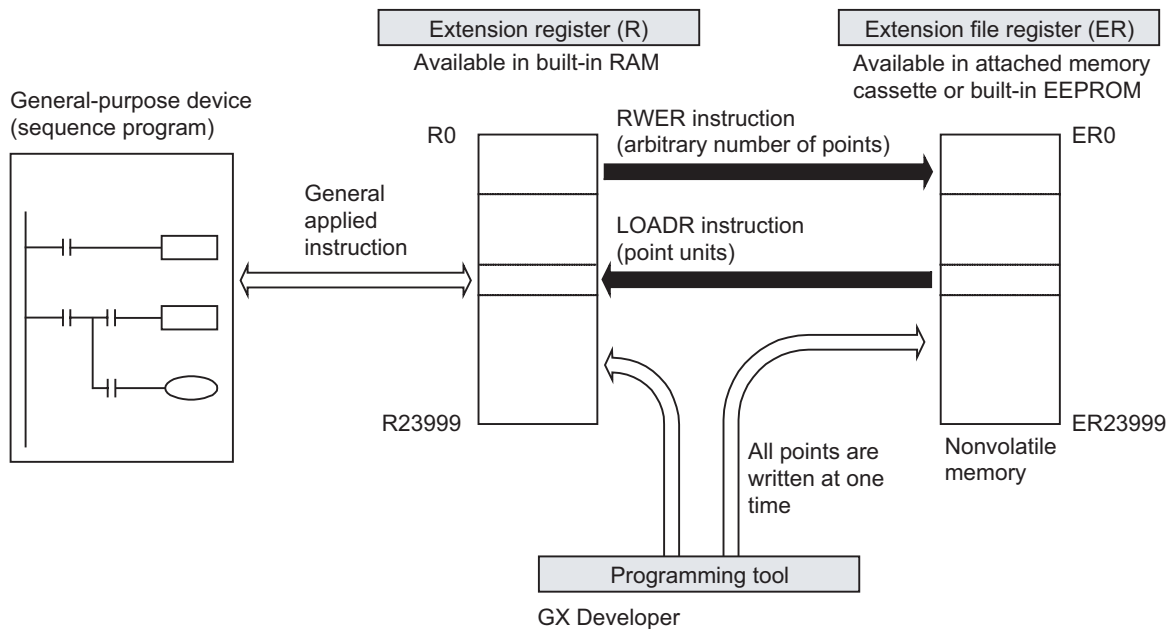 Extension register (R)
Available in built-in RAM
Extension file register (ER)
Available in attached memory
cassette or built-in EEPROM
General-purpose device
(sequence program)
R0
RWER instruction
(arbitrary number of points)
ER0
General
applied
instruction
LOADR instruction
(point units)
R23999
ER23999
All points are
written at one
time
Nonvolatile
memory
Programming tool
GX Developer